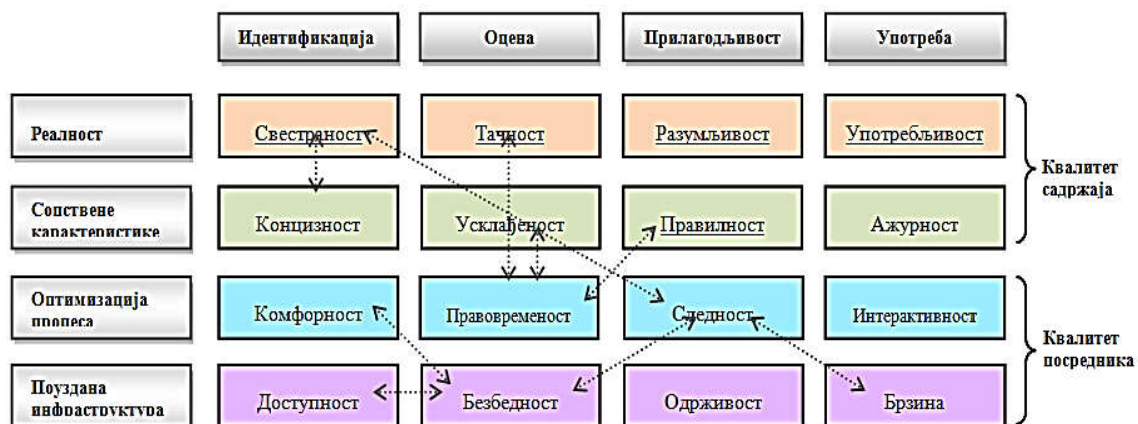 Идентификација
Оцена
Прилагодљивост
Употреба
Реалност
Свестраност
Тачност
Разумљивост
Употребљивост
Квалитет
садржаја
Сопствене
карактеристике
Концизност
Усклађеност
Правилност
Ажурност
Оптимизација
процеса
Комфорност
Правовременост
Следност
Интерактивност
Квалитет
посредника
Поуздана
инфраструктура
Доступност
Безбедност
Одрживост
Брзина